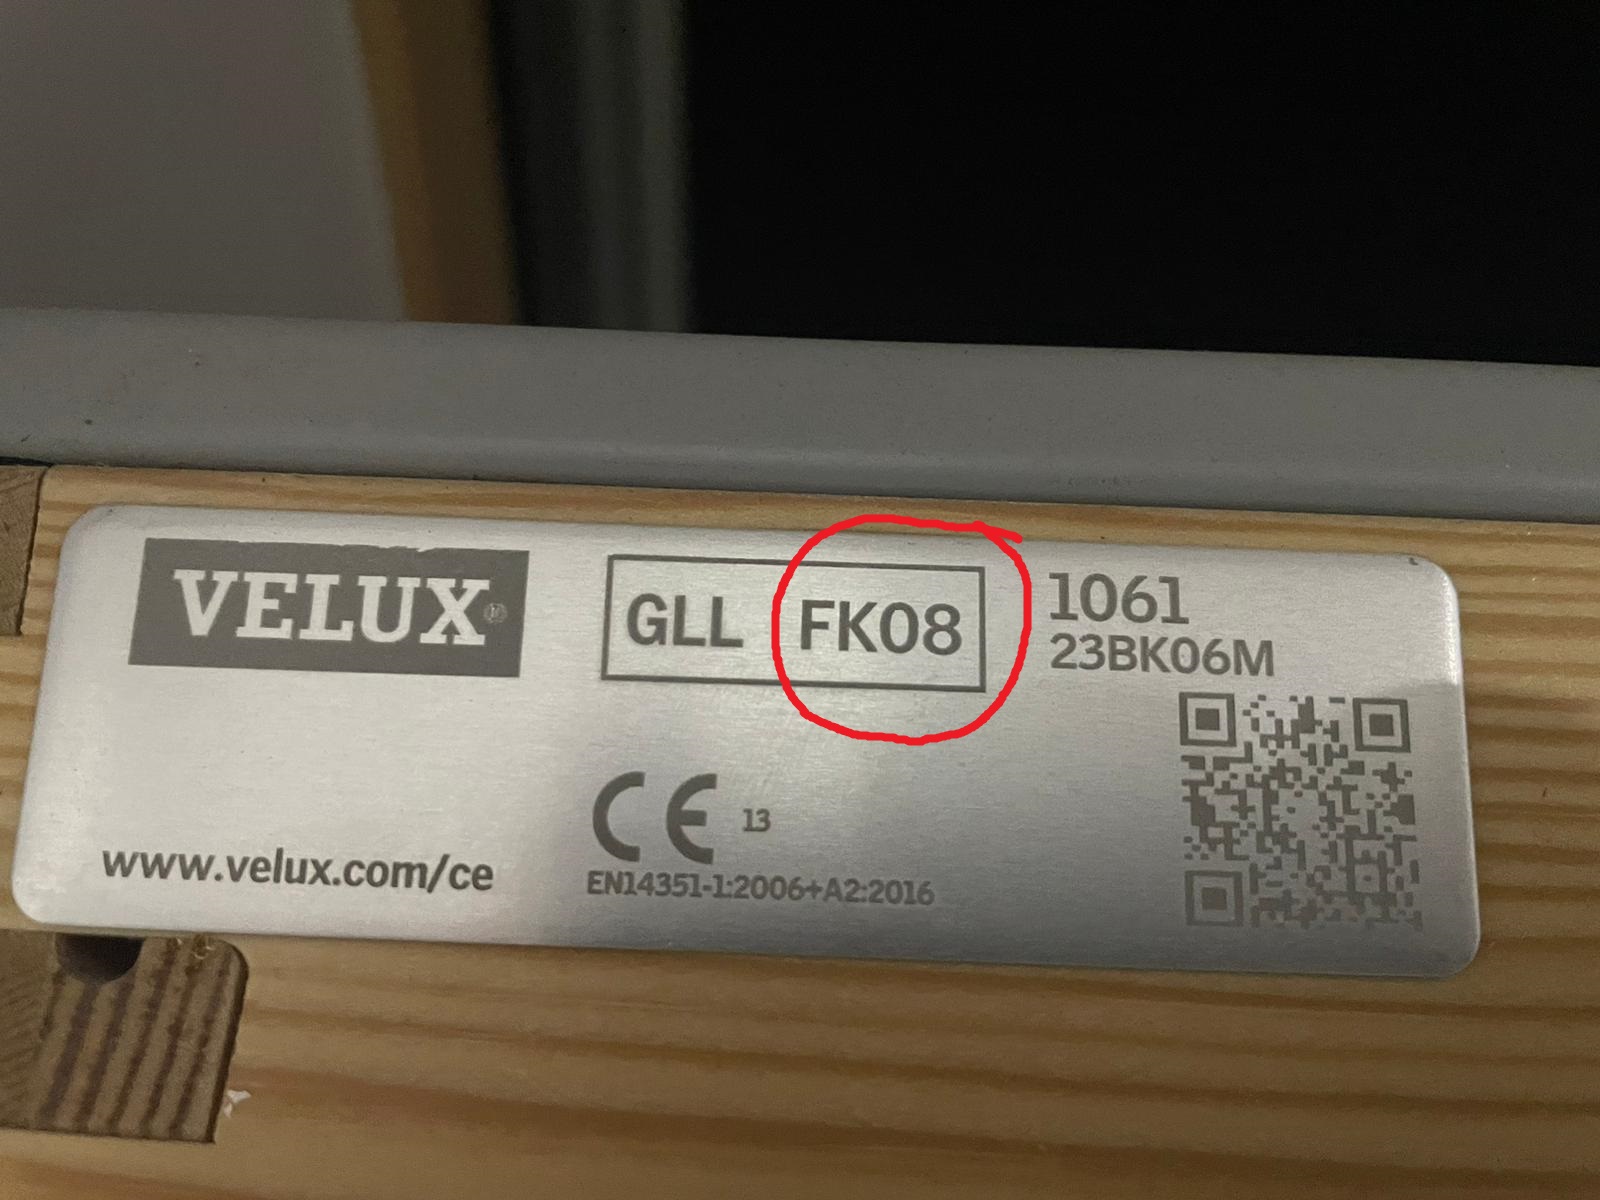 VELUX®
GLL FK08
1061
23BK06M
CE 13
EN14351-1:2006+A2:2016
www.velux.com/ce